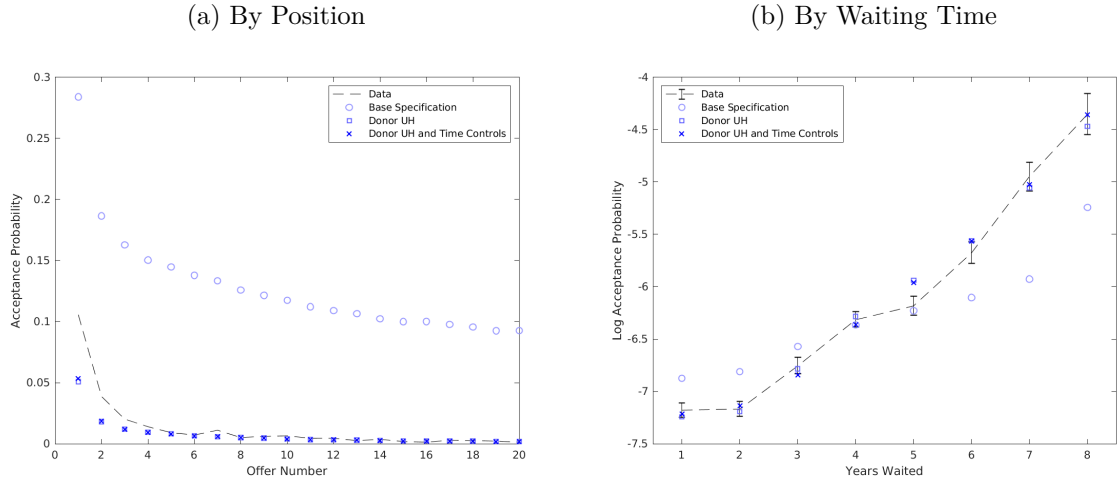 (a) By Position
(b) By Waiting Time
0.3
0.25
0.2
0.15
0.1
0.05
0
Acceptance Probability
Data
Base Specification
Donor UH
Donor UH and Time Controls
0 2 4 6 8 10 12 14 16 18 20
Offer Number
-4
-4.5
-5
-5.5
-6
-6.5
-7
-7.5
Log Acceptance Probability
Data
Base Specification
Donor UH
Donor UH and Time Controls
1 2 3 4 5 6 7 8
Years Waited